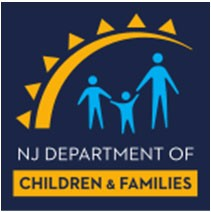 NJ DEPARTMENT OF
CHILDREN & FAMILIES